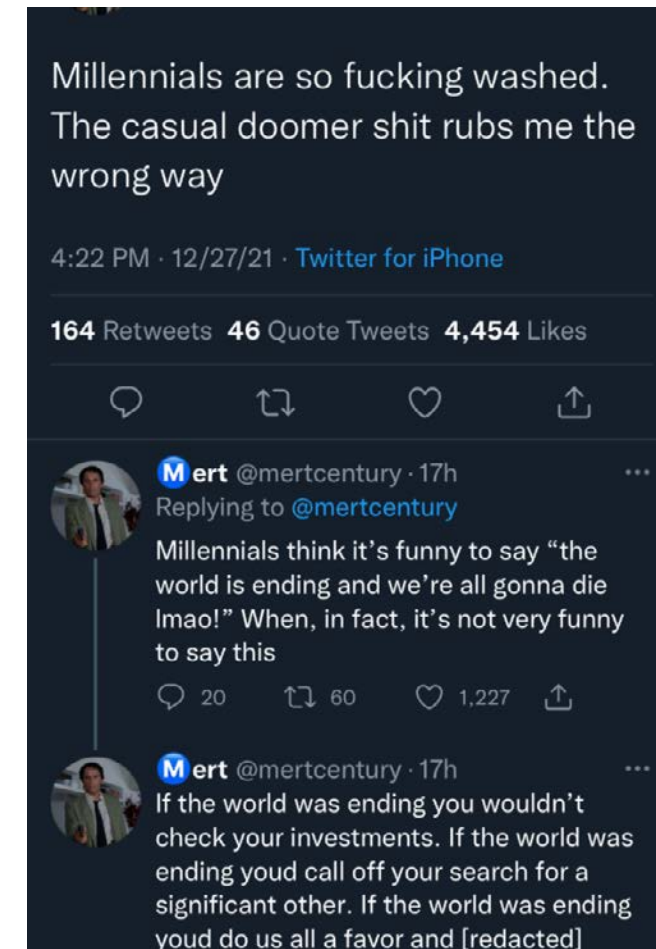 Millennials are so fucking washed.
The casual doomer shit rubs me the
wrong way
4:22 PM · 12/27/21 · Twitter for iPhone
164 Retweets 46 Quote Tweets 4,454 Likes
Mert @mertcentury · 17h
Replying to @mertcentury
Millennials think it's funny to say “the
world is ending and we're all gonna die
lmao!” When, in fact, it's not very funny
to say this
20 60 1,227
Mert @mertcentury · 17h
If the world was ending you wouldn't
check your investments. If the world was
ending youd call off your search for a
significant other. If the world was ending
youd do us all a favor and [redacted]